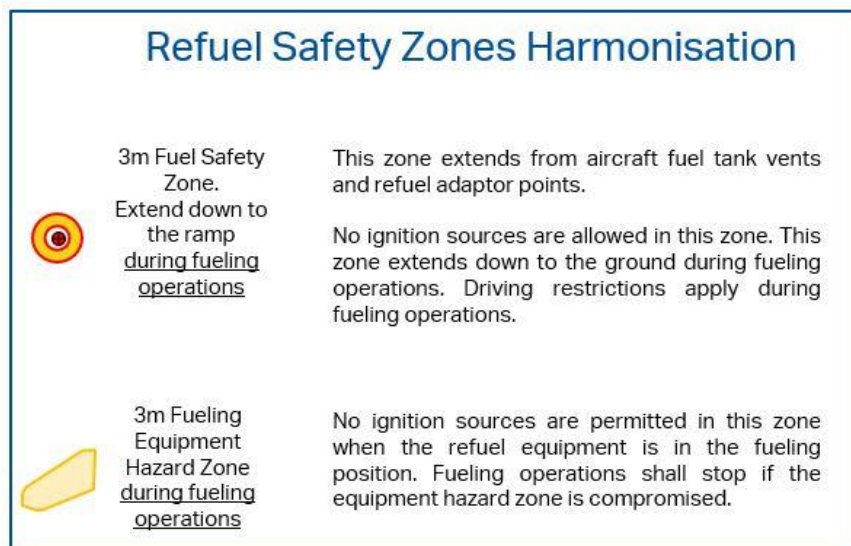 Refuel Safety Zones Harmonisation
3m Fuel Safety
Zone.
Extend down to
the ramp
during fueling
operations
This zone extends from aircraft fuel tank vents
and refuel adaptor points.
No ignition sources are allowed in this zone. This
zone extends down to the ground during fueling
operations. Driving restrictions apply during
fueling operations.
3m Fueling
Equipment
Hazard Zone
during fueling
operations
No ignition sources are permitted in this zone
when the refuel equipment is in the fueling
position. Fueling operations shall stop if the
equipment hazard zone is compromised.